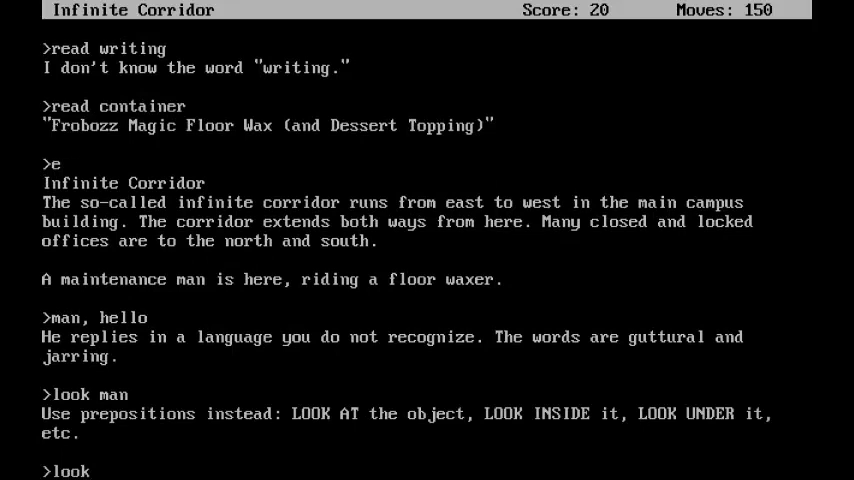 Infinite Corridor Score: 20 Moves: 150
>read writing
I don't know the word "writing."
>read container
"Frobozz Magic Floor Wax (and Dessert Topping)"
>e
Infinite Corridor
The so-called infinite corridor runs from east to west in the main campus
building. The corridor extends both ways from here. Many closed and locked
offices are to the north and south.
A maintenance man is here, riding a floor waxer.
>man, hello
He replies in a language you do not recognize. The words are guttural and
jarring.
>look man
Use prepositions instead: LOOK AT the object, LOOK INSIDE it, LOOK UNDER it,
etc.
>look